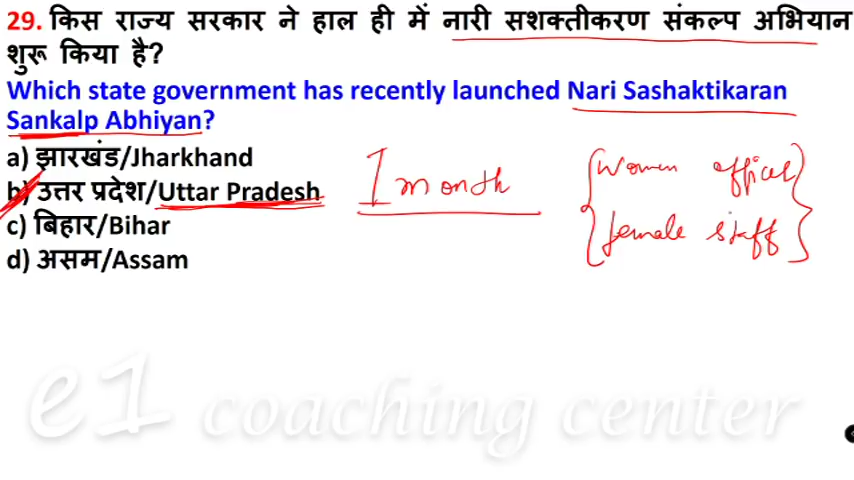 29. किस राज्य सरकार ने हाल ही में नारी सशक्तीकरण संकल्प अभियान
शुरू किया है?
Which state government has recently launched Nari Sashaktikaran
Sankalp Abhiyan?
a) झारखंड/Jharkhand
b) उत्तर प्रदेश/Uttar Pradesh
c) बिहार/Bihar
d) असम/Assam
1 month
women
female staff
e1 coaching center